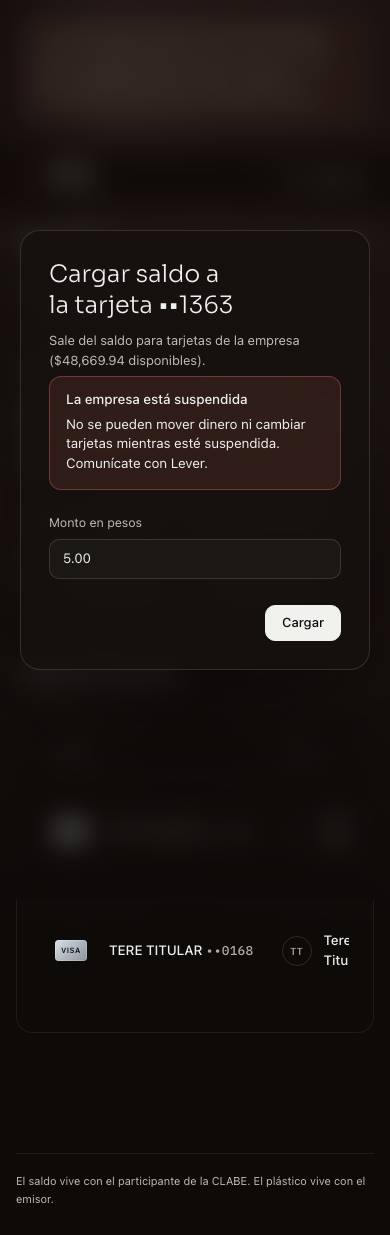 Cargar saldo a
la tarjeta ••1363
Sale del saldo para tarjetas de la empresa
($48,669.94 disponibles).
La empresa está suspendida
No se pueden mover dinero ni cambiar
tarjetas mientras esté suspendida.
Comunícate con Lever.
Monto en pesos
5.00
Cargar
VISA
TERE TITULAR ••0168
TT
Tere
Titu
El saldo vive con el participante de la CLABE. El plástico vive con el
emisor.